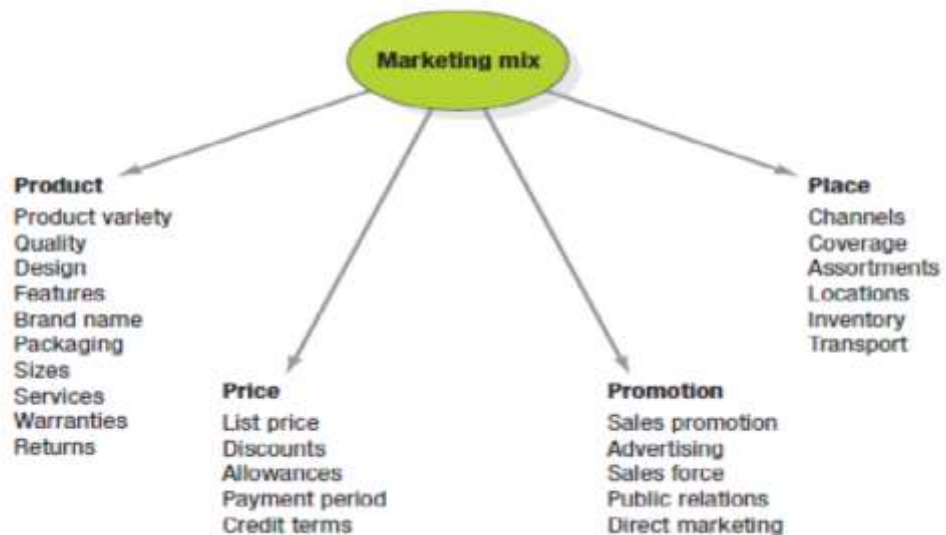 Marketing mix
Product
Product variety
Quality
Design
Features
Brand name
Packaging
Sizes
Services
Warranties
Returns
Price
List price
Discounts
Allowances
Payment period
Credit terms
Promotion
Sales promotion
Advertising
Sales force
Public relations
Direct marketing
Place
Channels
Coverage
Assortments
Locations
Inventory
Transport